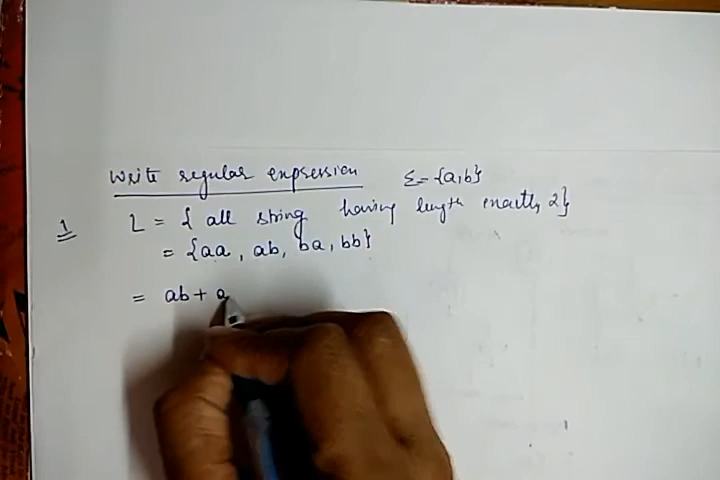 Write regular expression Σ = {a,b}
1 L = { all string having length exactly 2}
= {aa, ab, ba, bb}
= ab + a